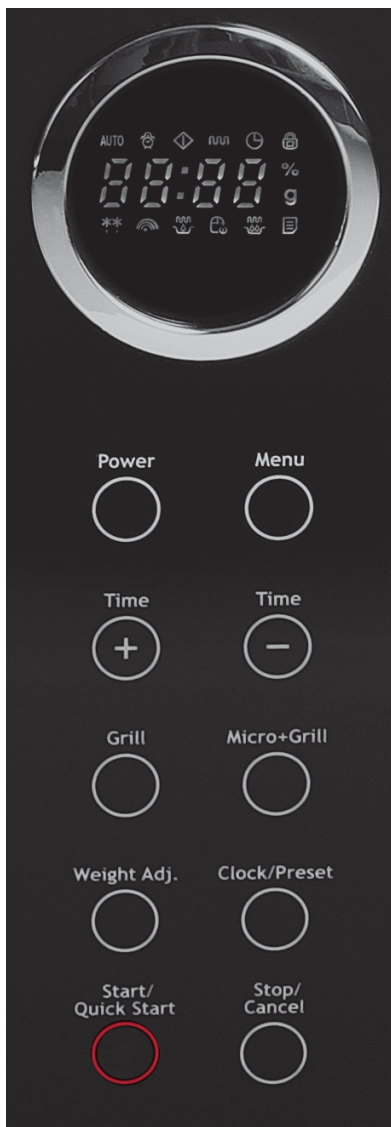 AUTO
88:88 %
g
Power Menu
Time Time
+ −
Grill Micro+Grill
Weight Adj. Clock/Preset
Start/ Stop/
Quick Start Cancel